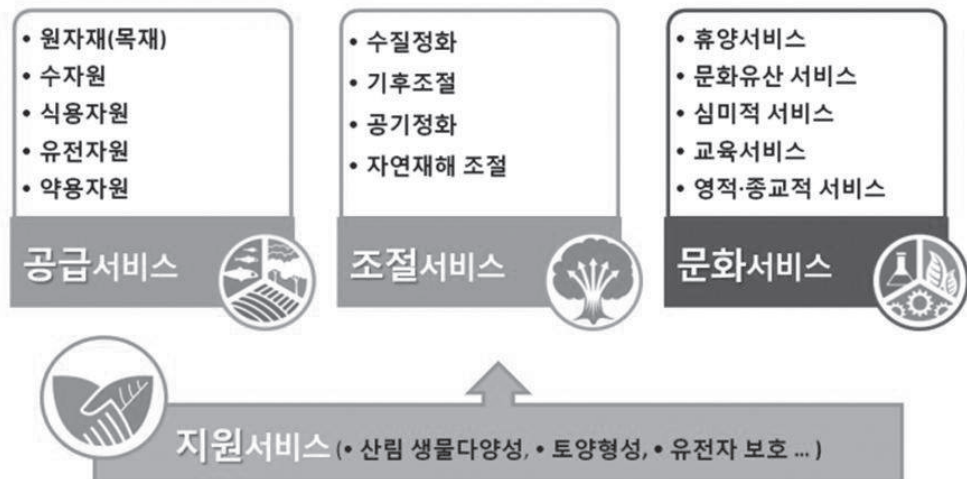 • 원자재(목재)
• 수자원
• 식용자원
• 유전자원
• 약용자원
공급서비스
• 수질정화
• 기후조절
• 공기정화
• 자연재해 조절
조절서비스
• 휴양서비스
• 문화유산 서비스
• 심미적 서비스
• 교육서비스
• 영적·종교적 서비스
문화서비스
지원서비스 (• 산림 생물다양성, • 토양형성, • 유전자 보호 ... )